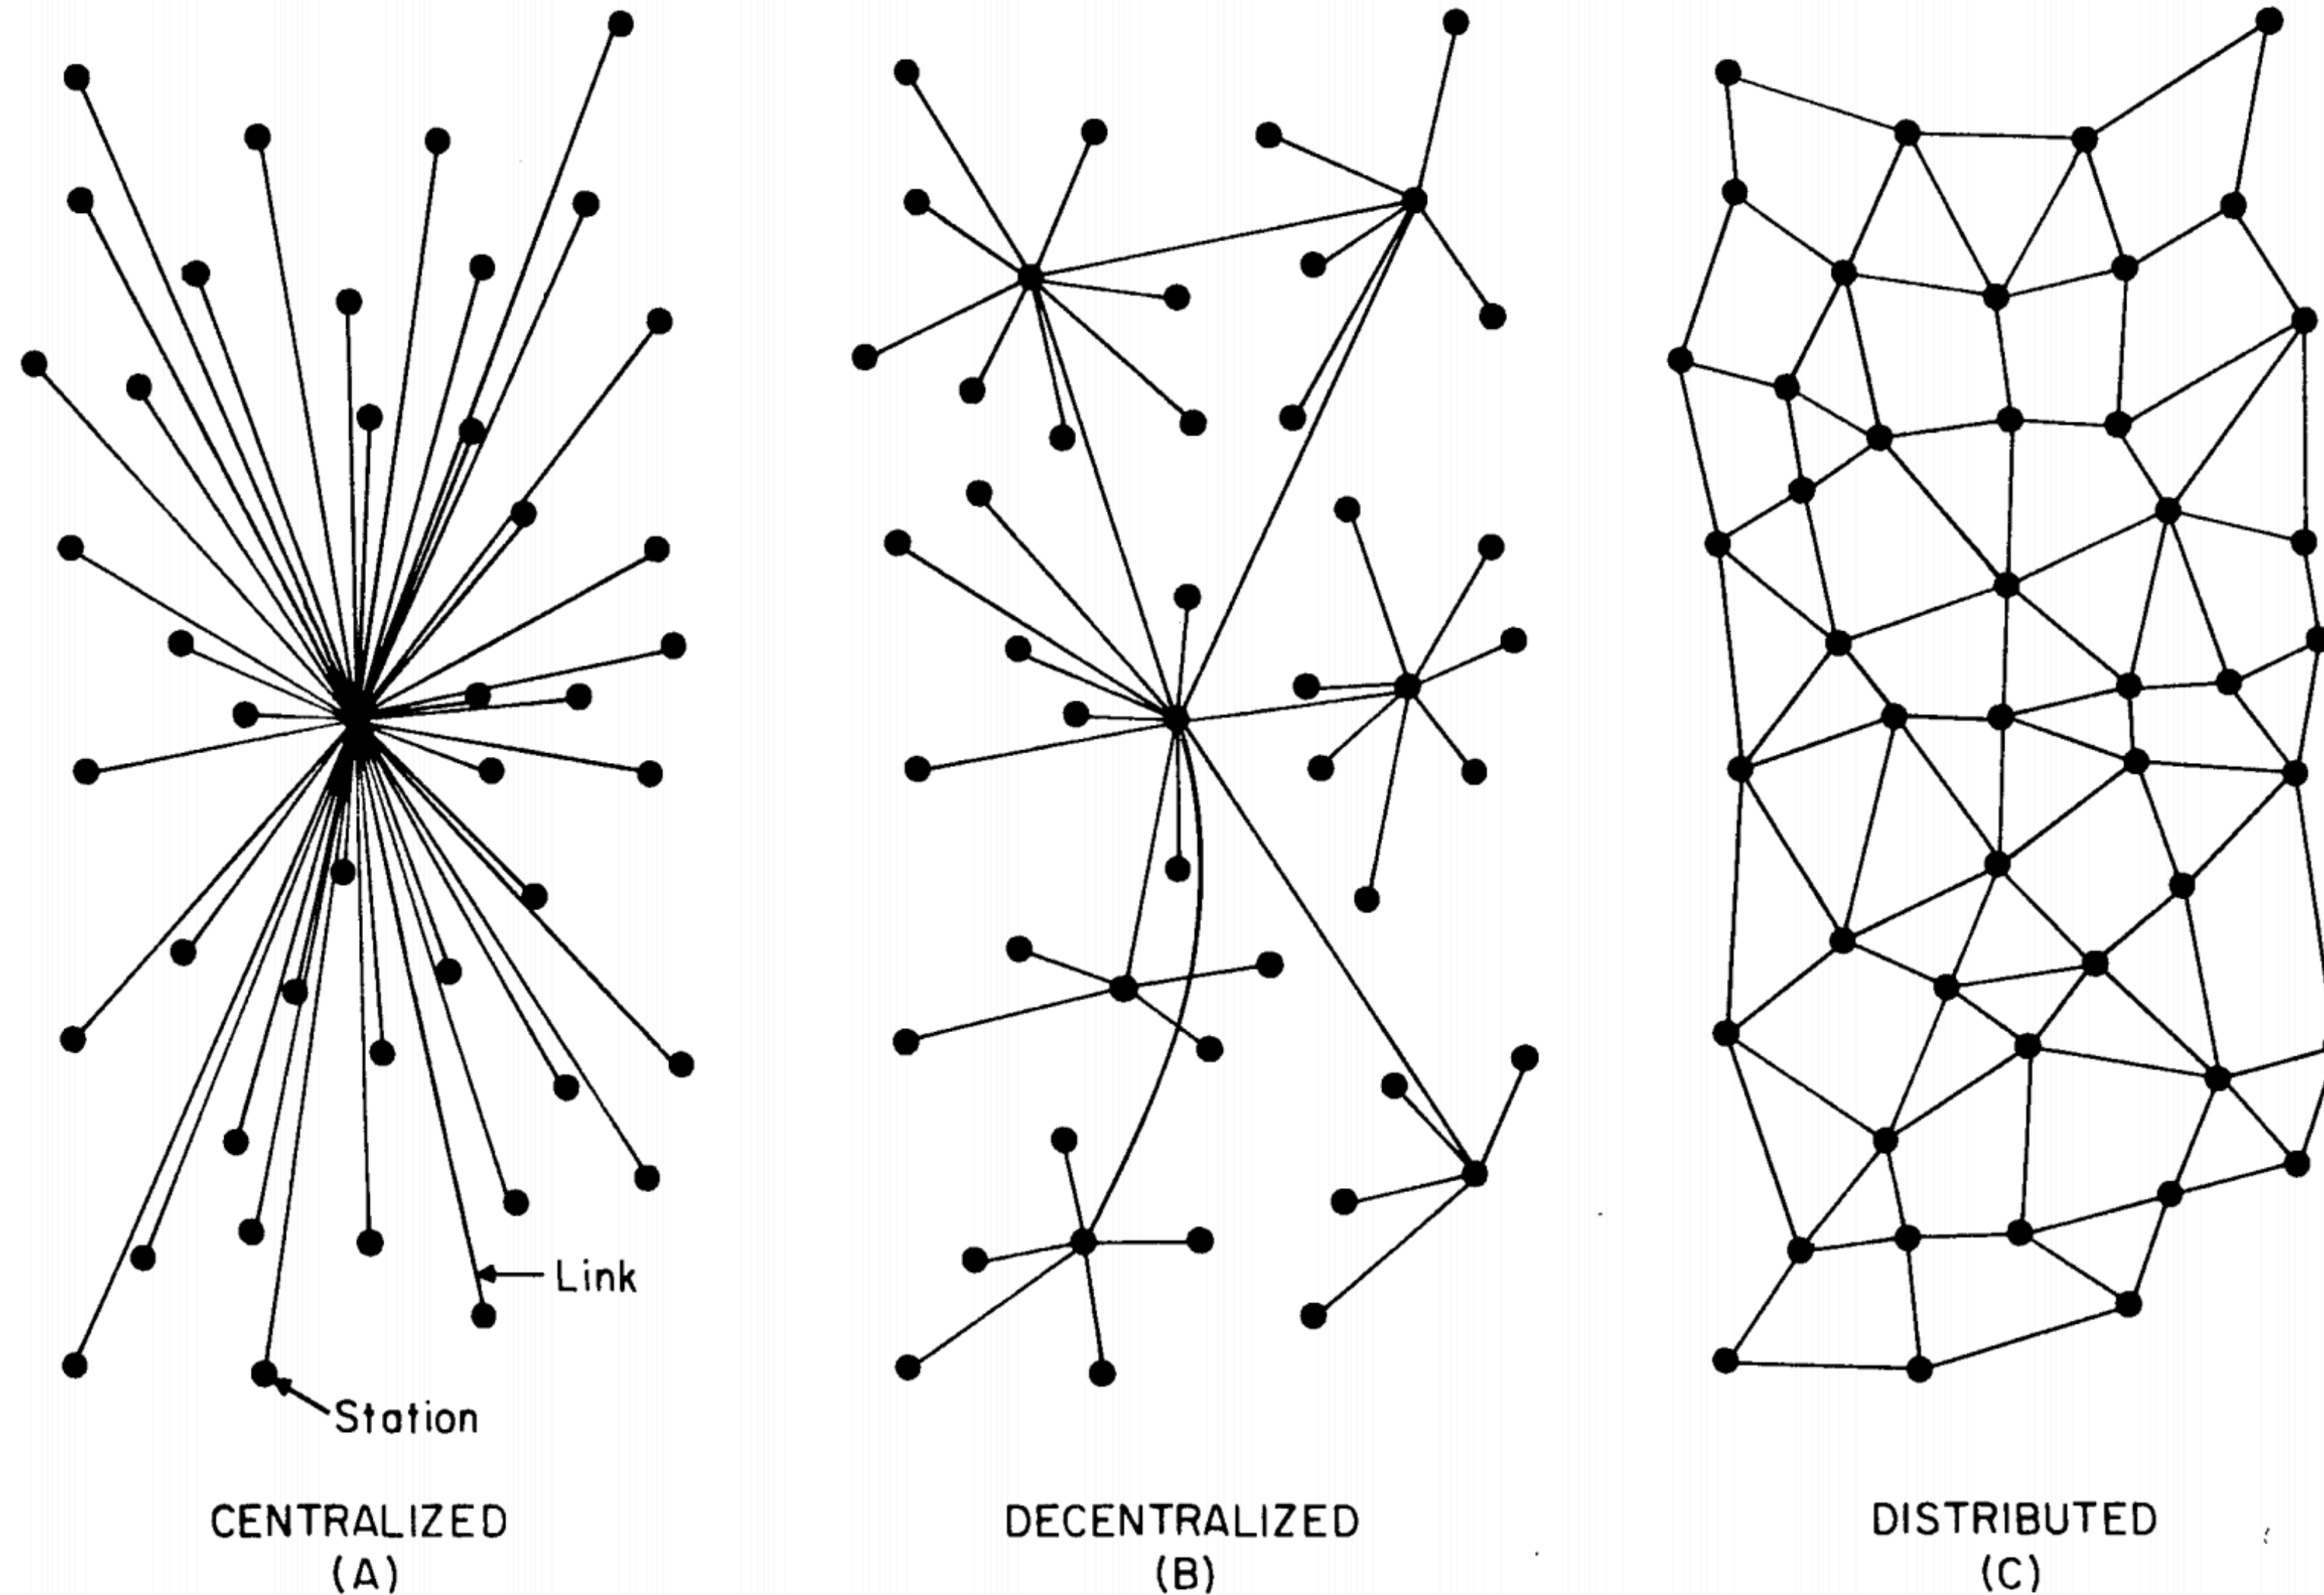 Link
Station
CENTRALIZED
(A)
DECENTRALIZED
(B)
DISTRIBUTED
(C)